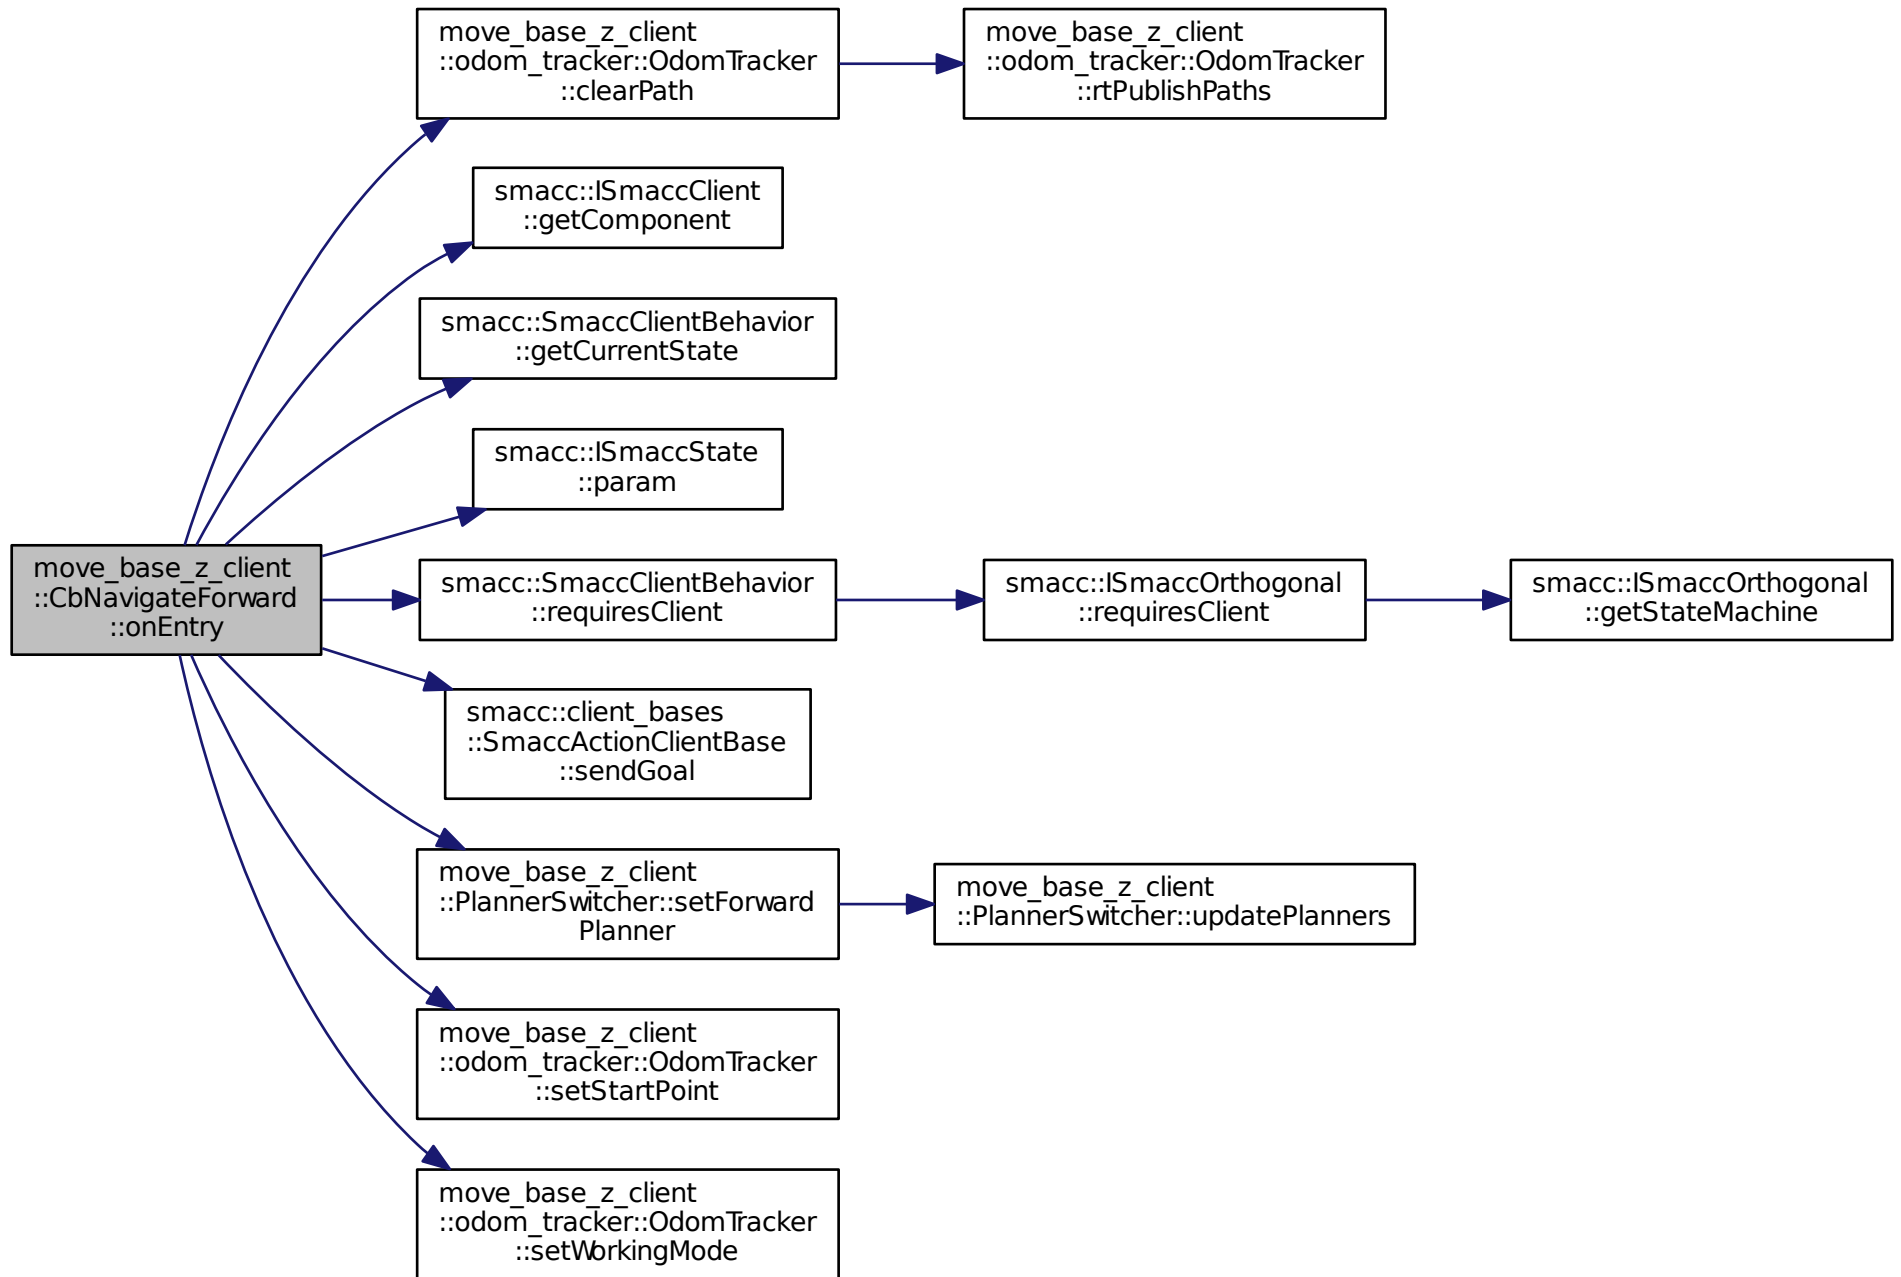 move_base_z_client
::CbNavigateForward
::onEntry
move_base_z_client
::odom_tracker::OdomTracker
::clearPath
move_base_z_client
::odom_tracker::OdomTracker
::rtPublishPaths
smacc::ISmaccClient
::getComponent
smacc::SmaccClientBehavior
::getCurrentState
smacc::ISmaccState
::param
smacc::SmaccClientBehavior
::requiresClient
smacc::ISmaccOrthogonal
::requiresClient
smacc::ISmaccOrthogonal
::getStateMachine
smacc::client_bases
::SmaccActionClientBase
::sendGoal
move_base_z_client
::PlannerSwitcher::setForward
Planner
move_base_z_client
::PlannerSwitcher::updatePlanners
move_base_z_client
::odom_tracker::OdomTracker
::setStartPoint
move_base_z_client
::odom_tracker::OdomTracker
::setWorkingMode